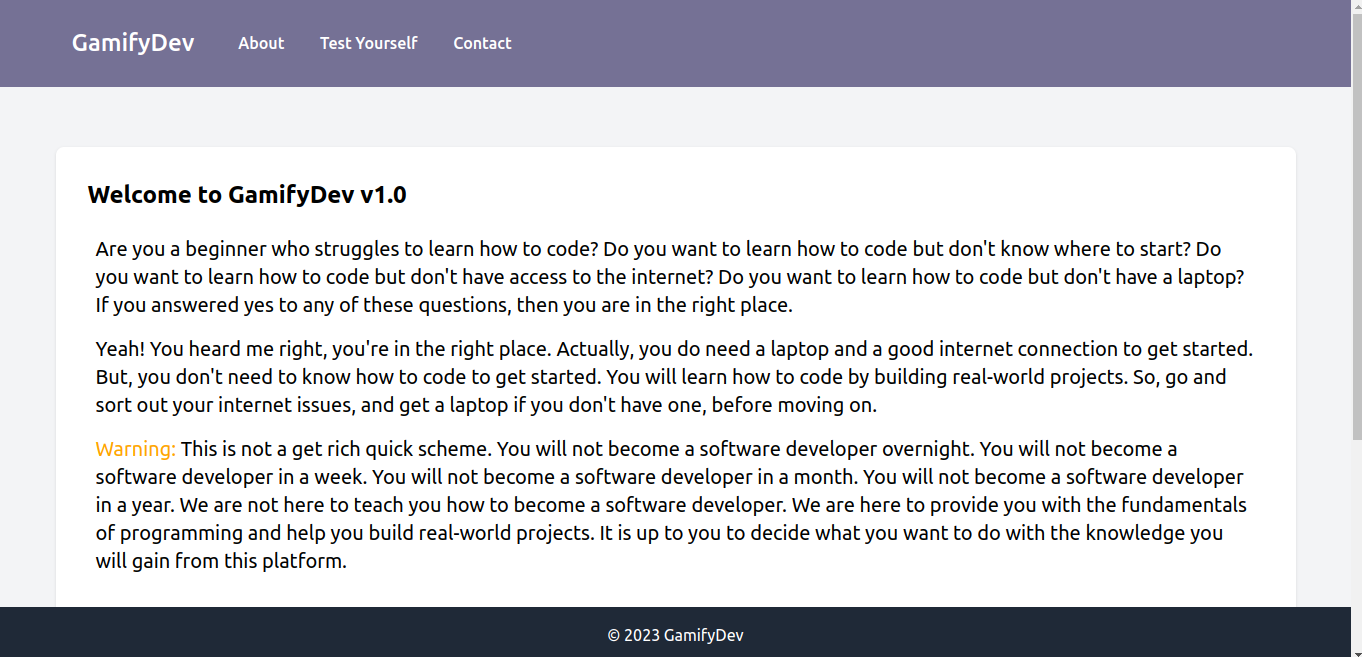 GamifyDev About Test Yourself Contact
Welcome to GamifyDev v1.0
Are you a beginner who struggles to learn how to code? Do you want to learn how to code but don't know where to start? Do
you want to learn how to code but don't have access to the internet? Do you want to learn how to code but don't have a laptop?
If you answered yes to any of these questions, then you are in the right place.
Yeah! You heard me right, you're in the right place. Actually, you do need a laptop and a good internet connection to get started.
But, you don't need to know how to code to get started. You will learn how to code by building real-world projects. So, go and
sort out your internet issues, and get a laptop if you don't have one, before moving on.
Warning: This is not a get rich quick scheme. You will not become a software developer overnight. You will not become a
software developer in a week. You will not become a software developer in a month. You will not become a software developer
in a year. We are not here to teach you how to become a software developer. We are here to provide you with the fundamentals
of programming and help you build real-world projects. It is up to you to decide what you want to do with the knowledge you
will gain from this platform.
© 2023 GamifyDev